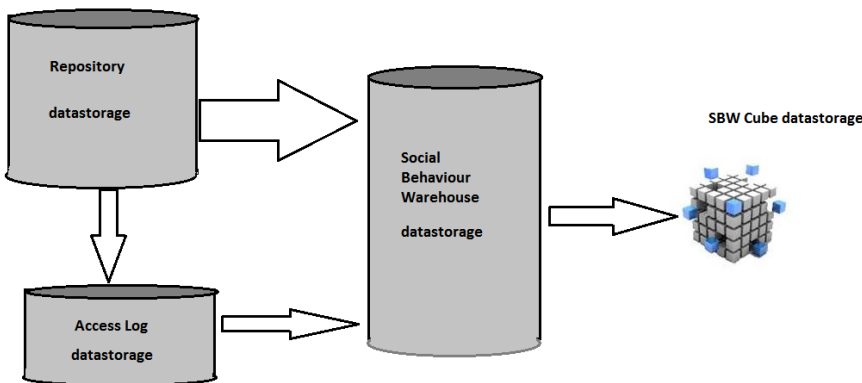 Repository
datastorage
Social
Behaviour
Warehouse
datastorage
SBW Cube datastorage
Access Log
datastorage